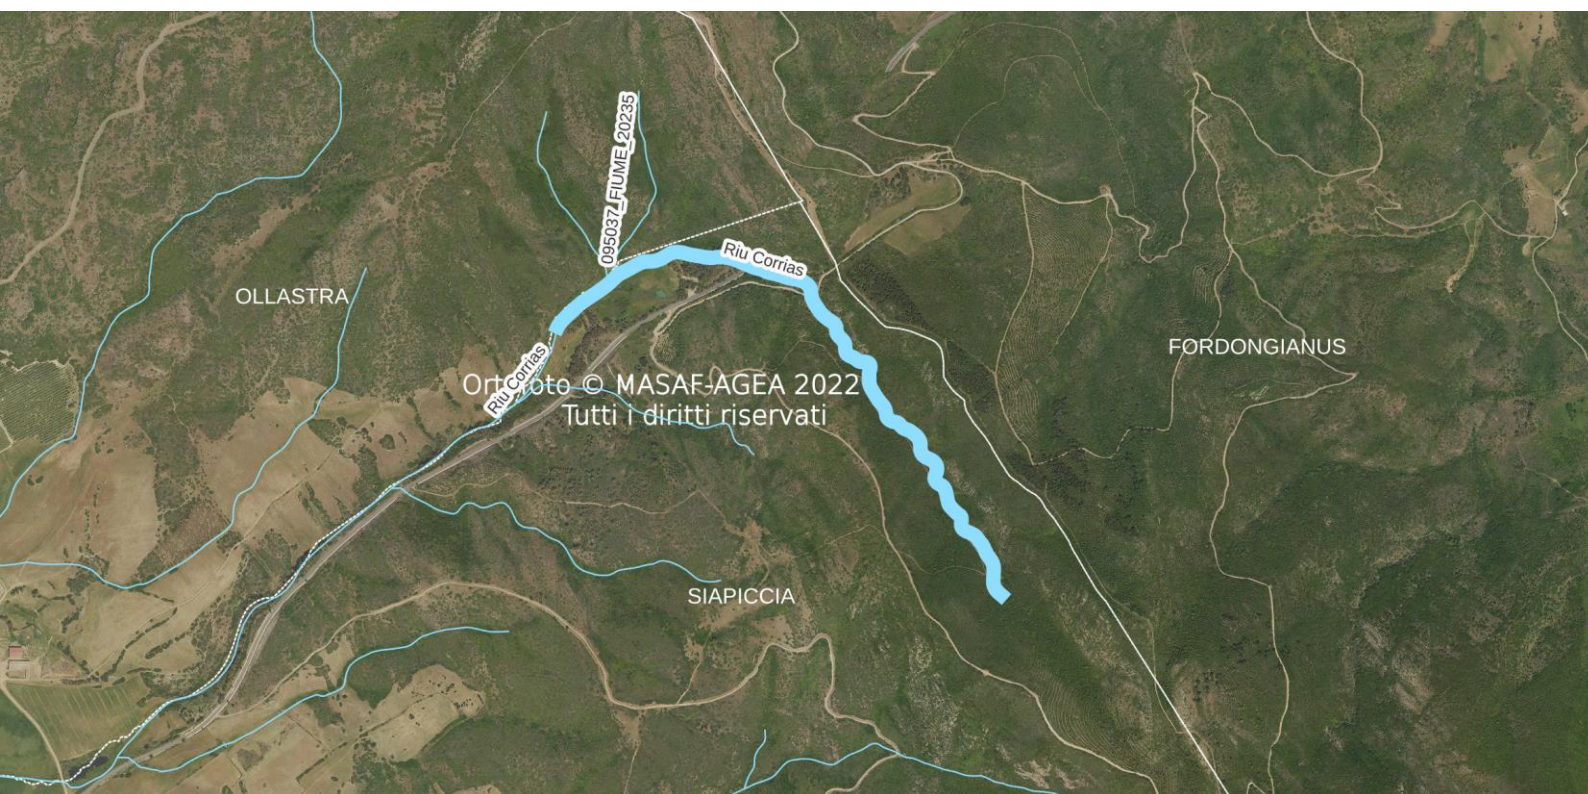 095037_FIUME_20235
Riu Corrias
OLLASTRA
FORDONGIANUS
Riu Corrias
Ortofoto © MASAF-AGEA 2022
Tutti i diritti riservati
SIAPICCIA